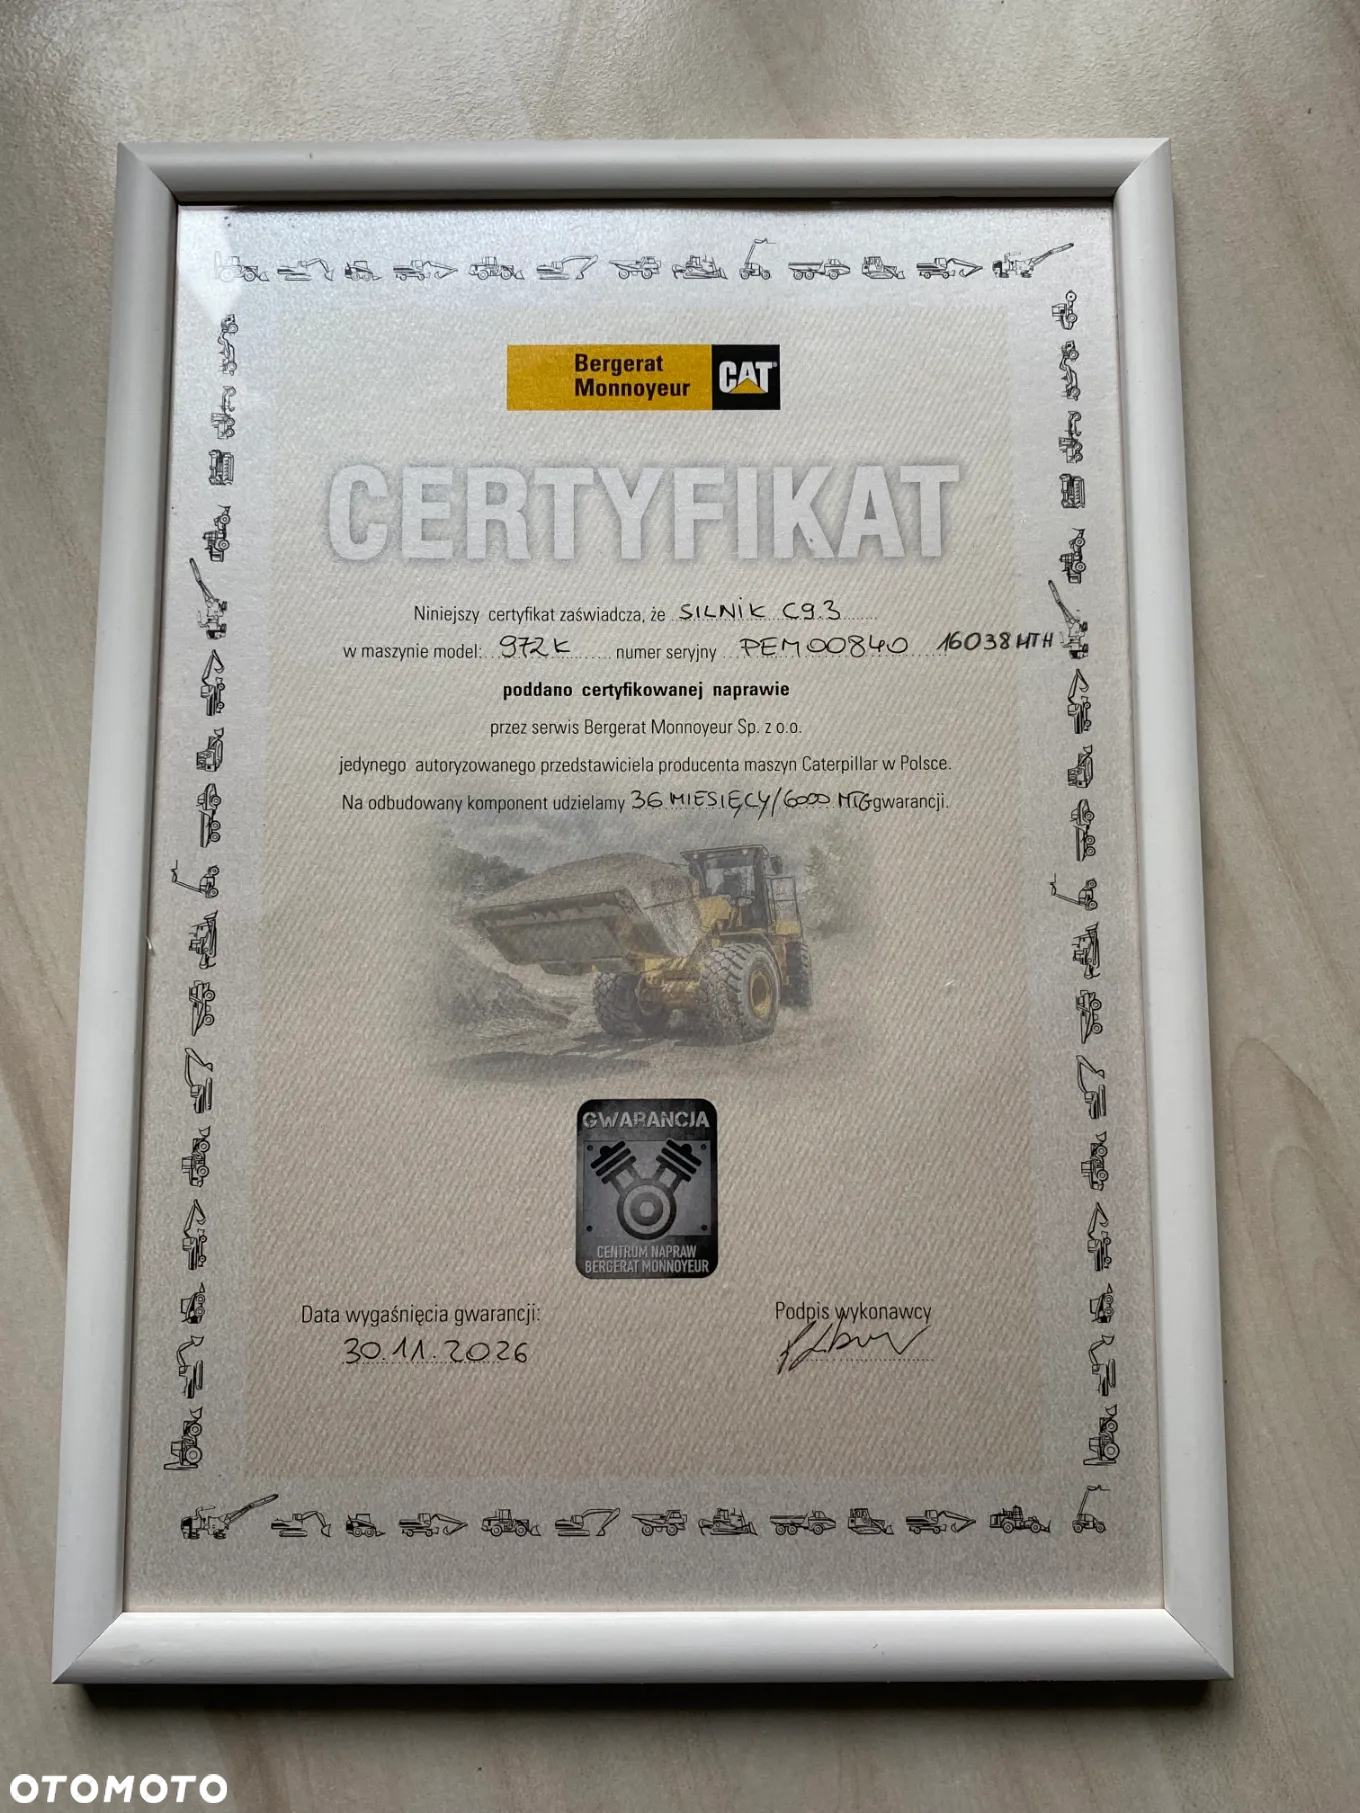 Bergerat
Monnoyeur
CAT
CERTYFIKAT
Niniejszy certyfikat zaświadcza, że SILNIK C9.3
w maszynie model: 972K numer seryjny PEM00840 16038 MTH
poddano certyfikowanej naprawie
przez serwis Bergerat Monnoyeur Sp. z o.o.
jedynego autoryzowanego przedstawiciela producenta maszyn Caterpillar w Polsce.
Na odbudowany komponent udzielamy 36 MIESIĘCY/6000 MTG gwarancji.
GWARANCJA
CENTRUM NAPRAW
BERGERAT MONNOYEUR
Data wygaśnięcia gwarancji:
30.11.2026
Podpis wykonawcy
OTOMOTO